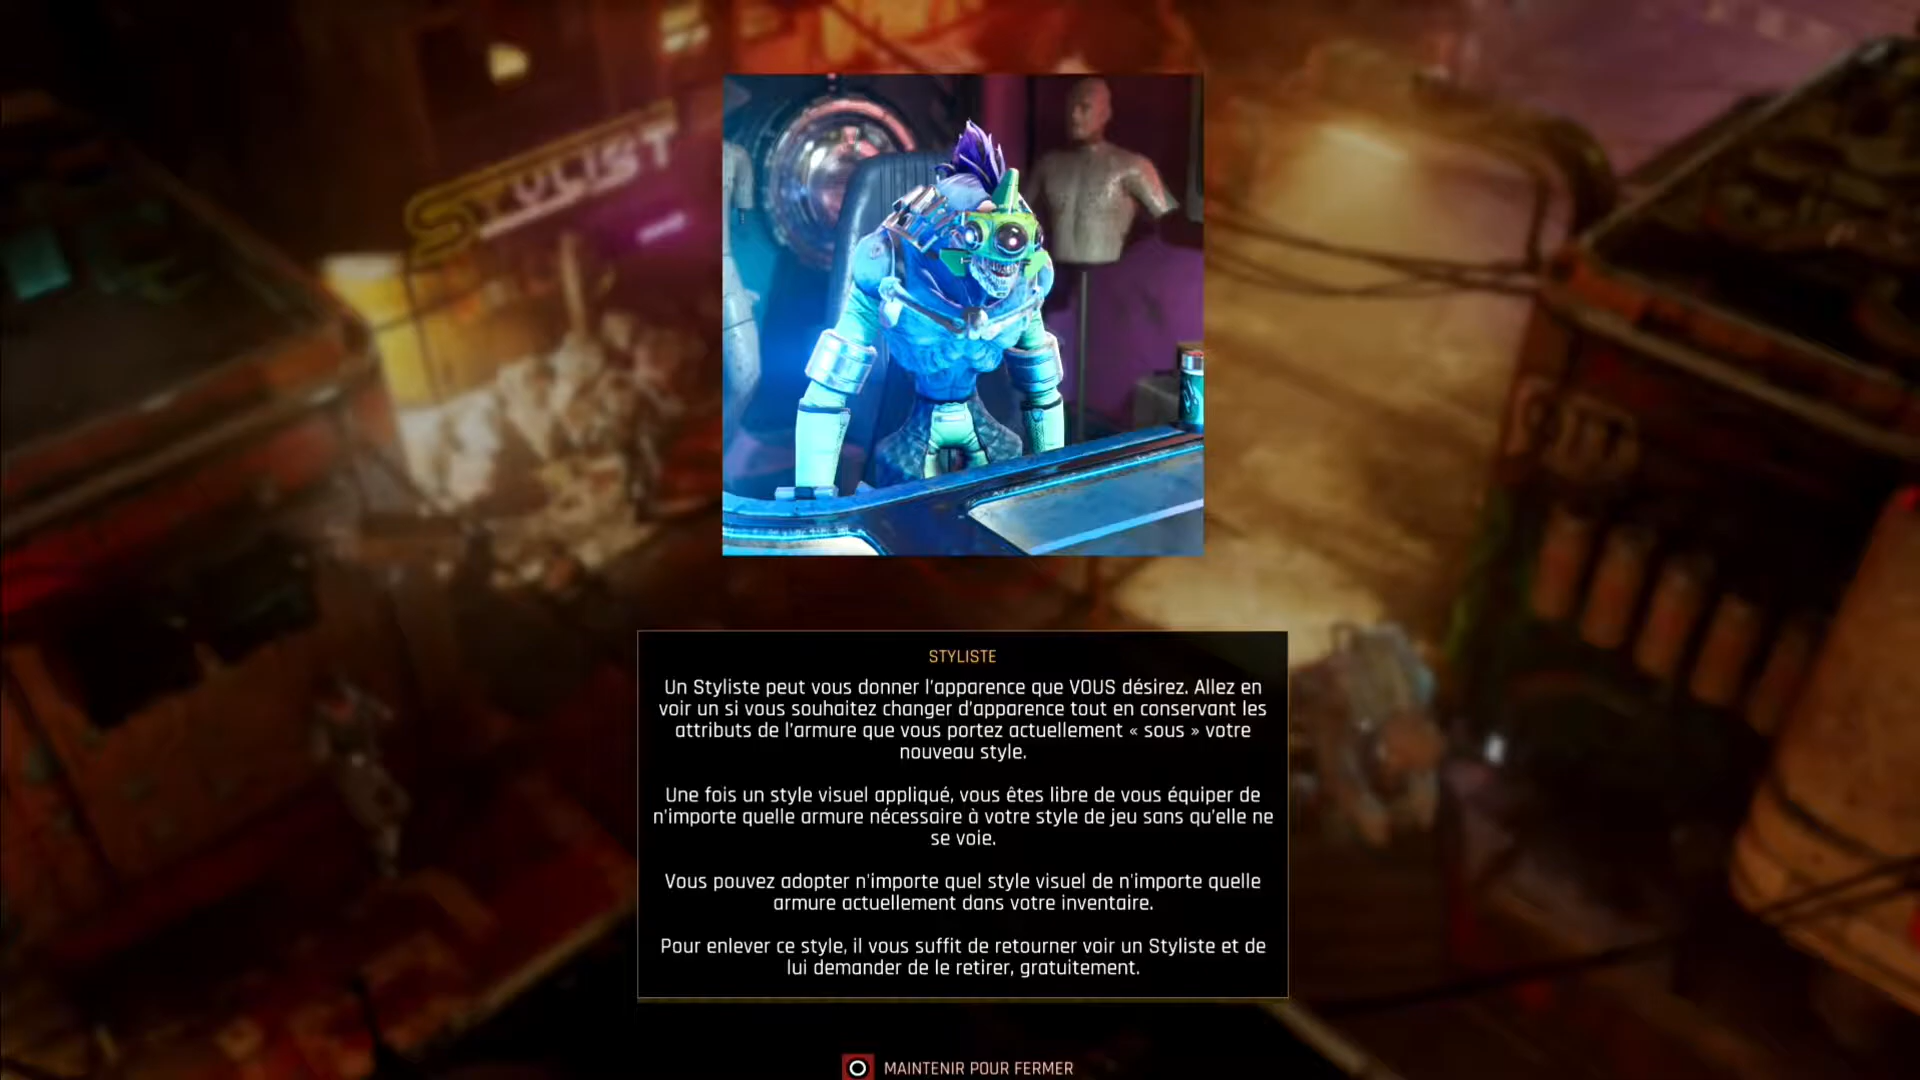 STYLIST
STYLISTE
Un Styliste peut vous donner l'apparence que VOUS désirez. Allez en
voir un si vous souhaitez changer d'apparence tout en conservant les
attributs de l'armure que vous portez actuellement « sous » votre
nouveau style.
Une fois un style visuel appliqué, vous êtes libre de vous équiper de
n'importe quelle armure nécessaire à votre style de jeu sans qu'elle ne
se voie.
Vous pouvez adopter n'importe quel style visuel de n'importe quelle
armure actuellement dans votre inventaire.
Pour enlever ce style, il vous suffit de retourner voir un Styliste et de
lui demander de le retirer, gratuitement.
MAINTENIR POUR FERMER